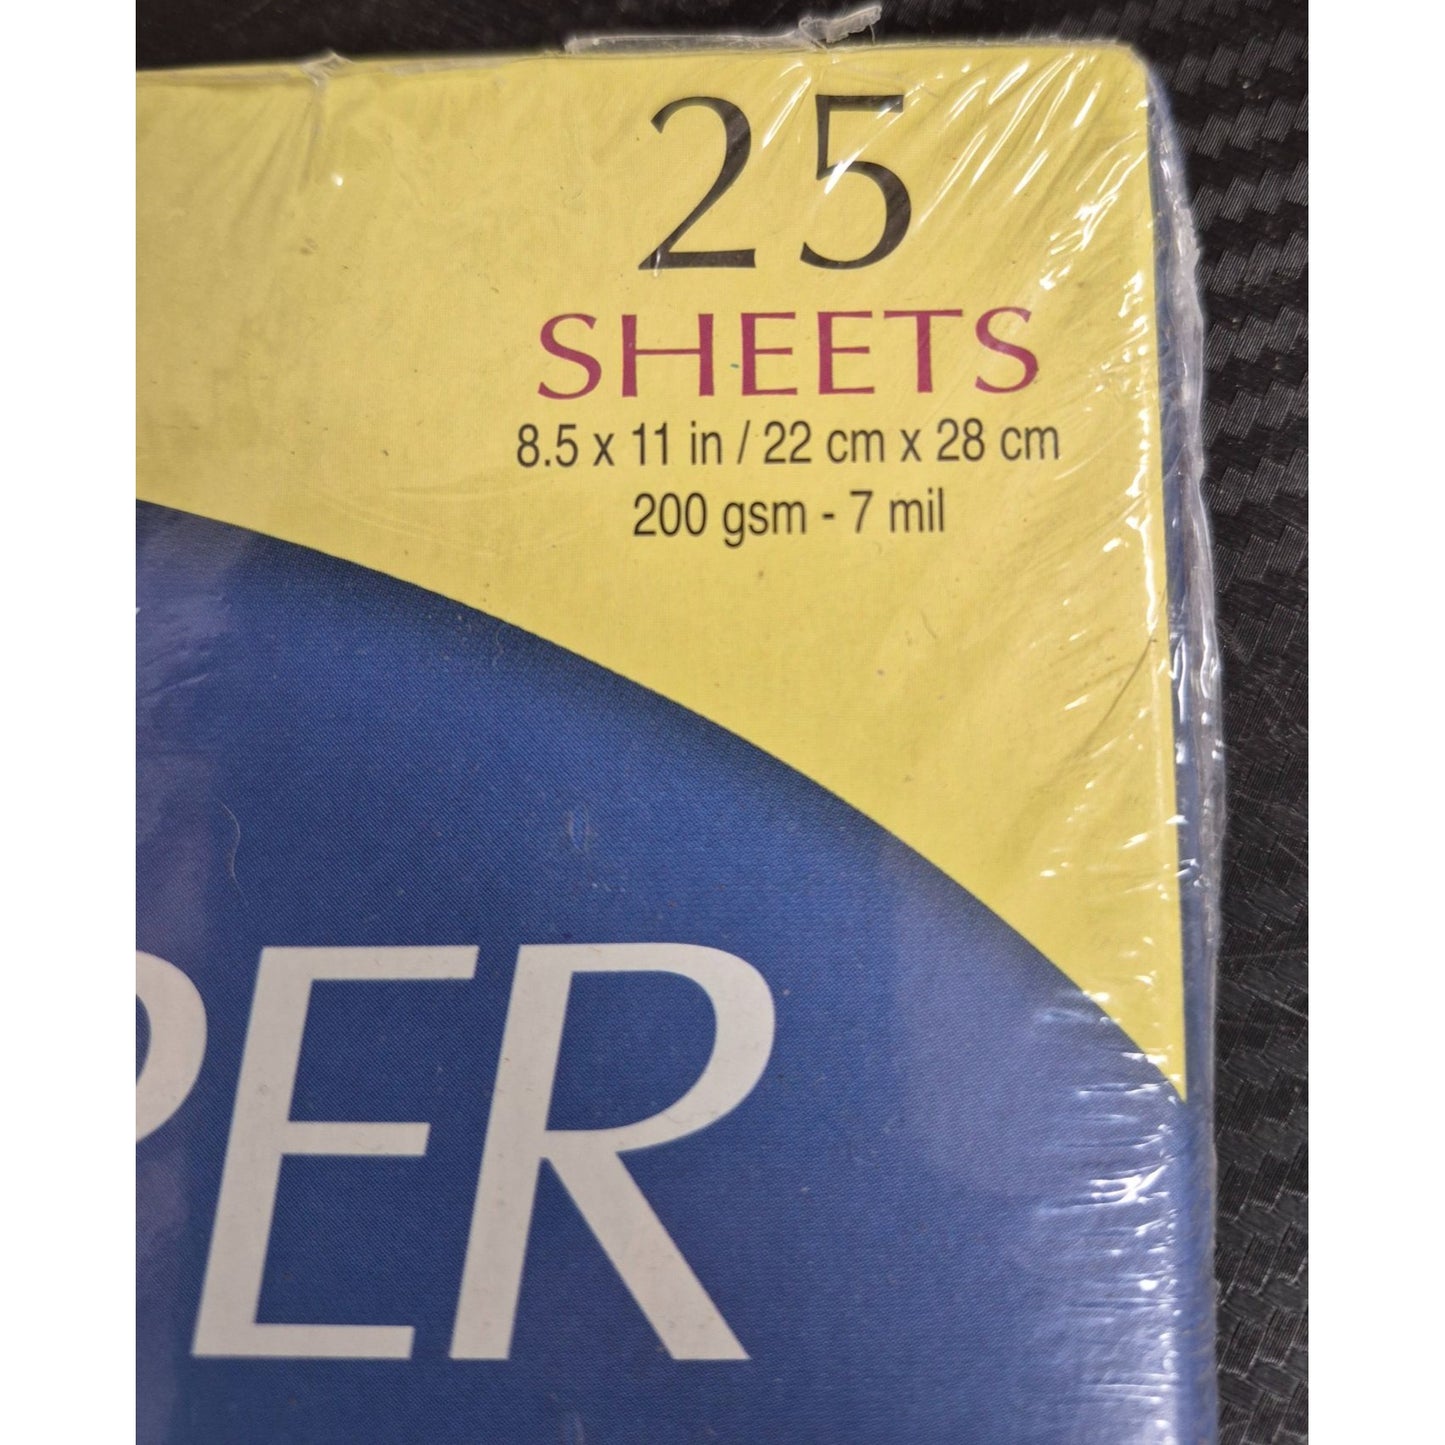 25
SHEETS
8.5 x 11 in / 22 cm x 28 cm
200 gsm - 7 mil
PER